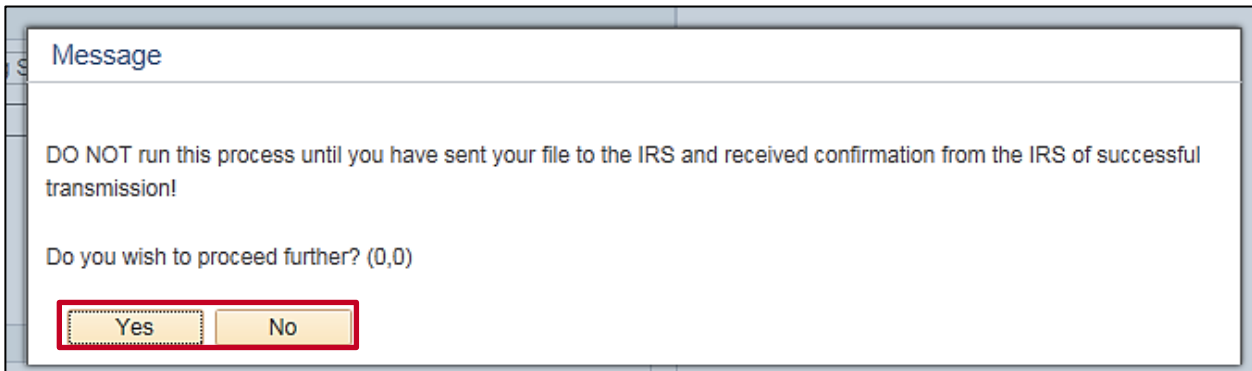 Message
DO NOT run this process until you have sent your file to the IRS and received confirmation from the IRS of successful
transmission!
Do you wish to proceed further? (0,0)
Yes No